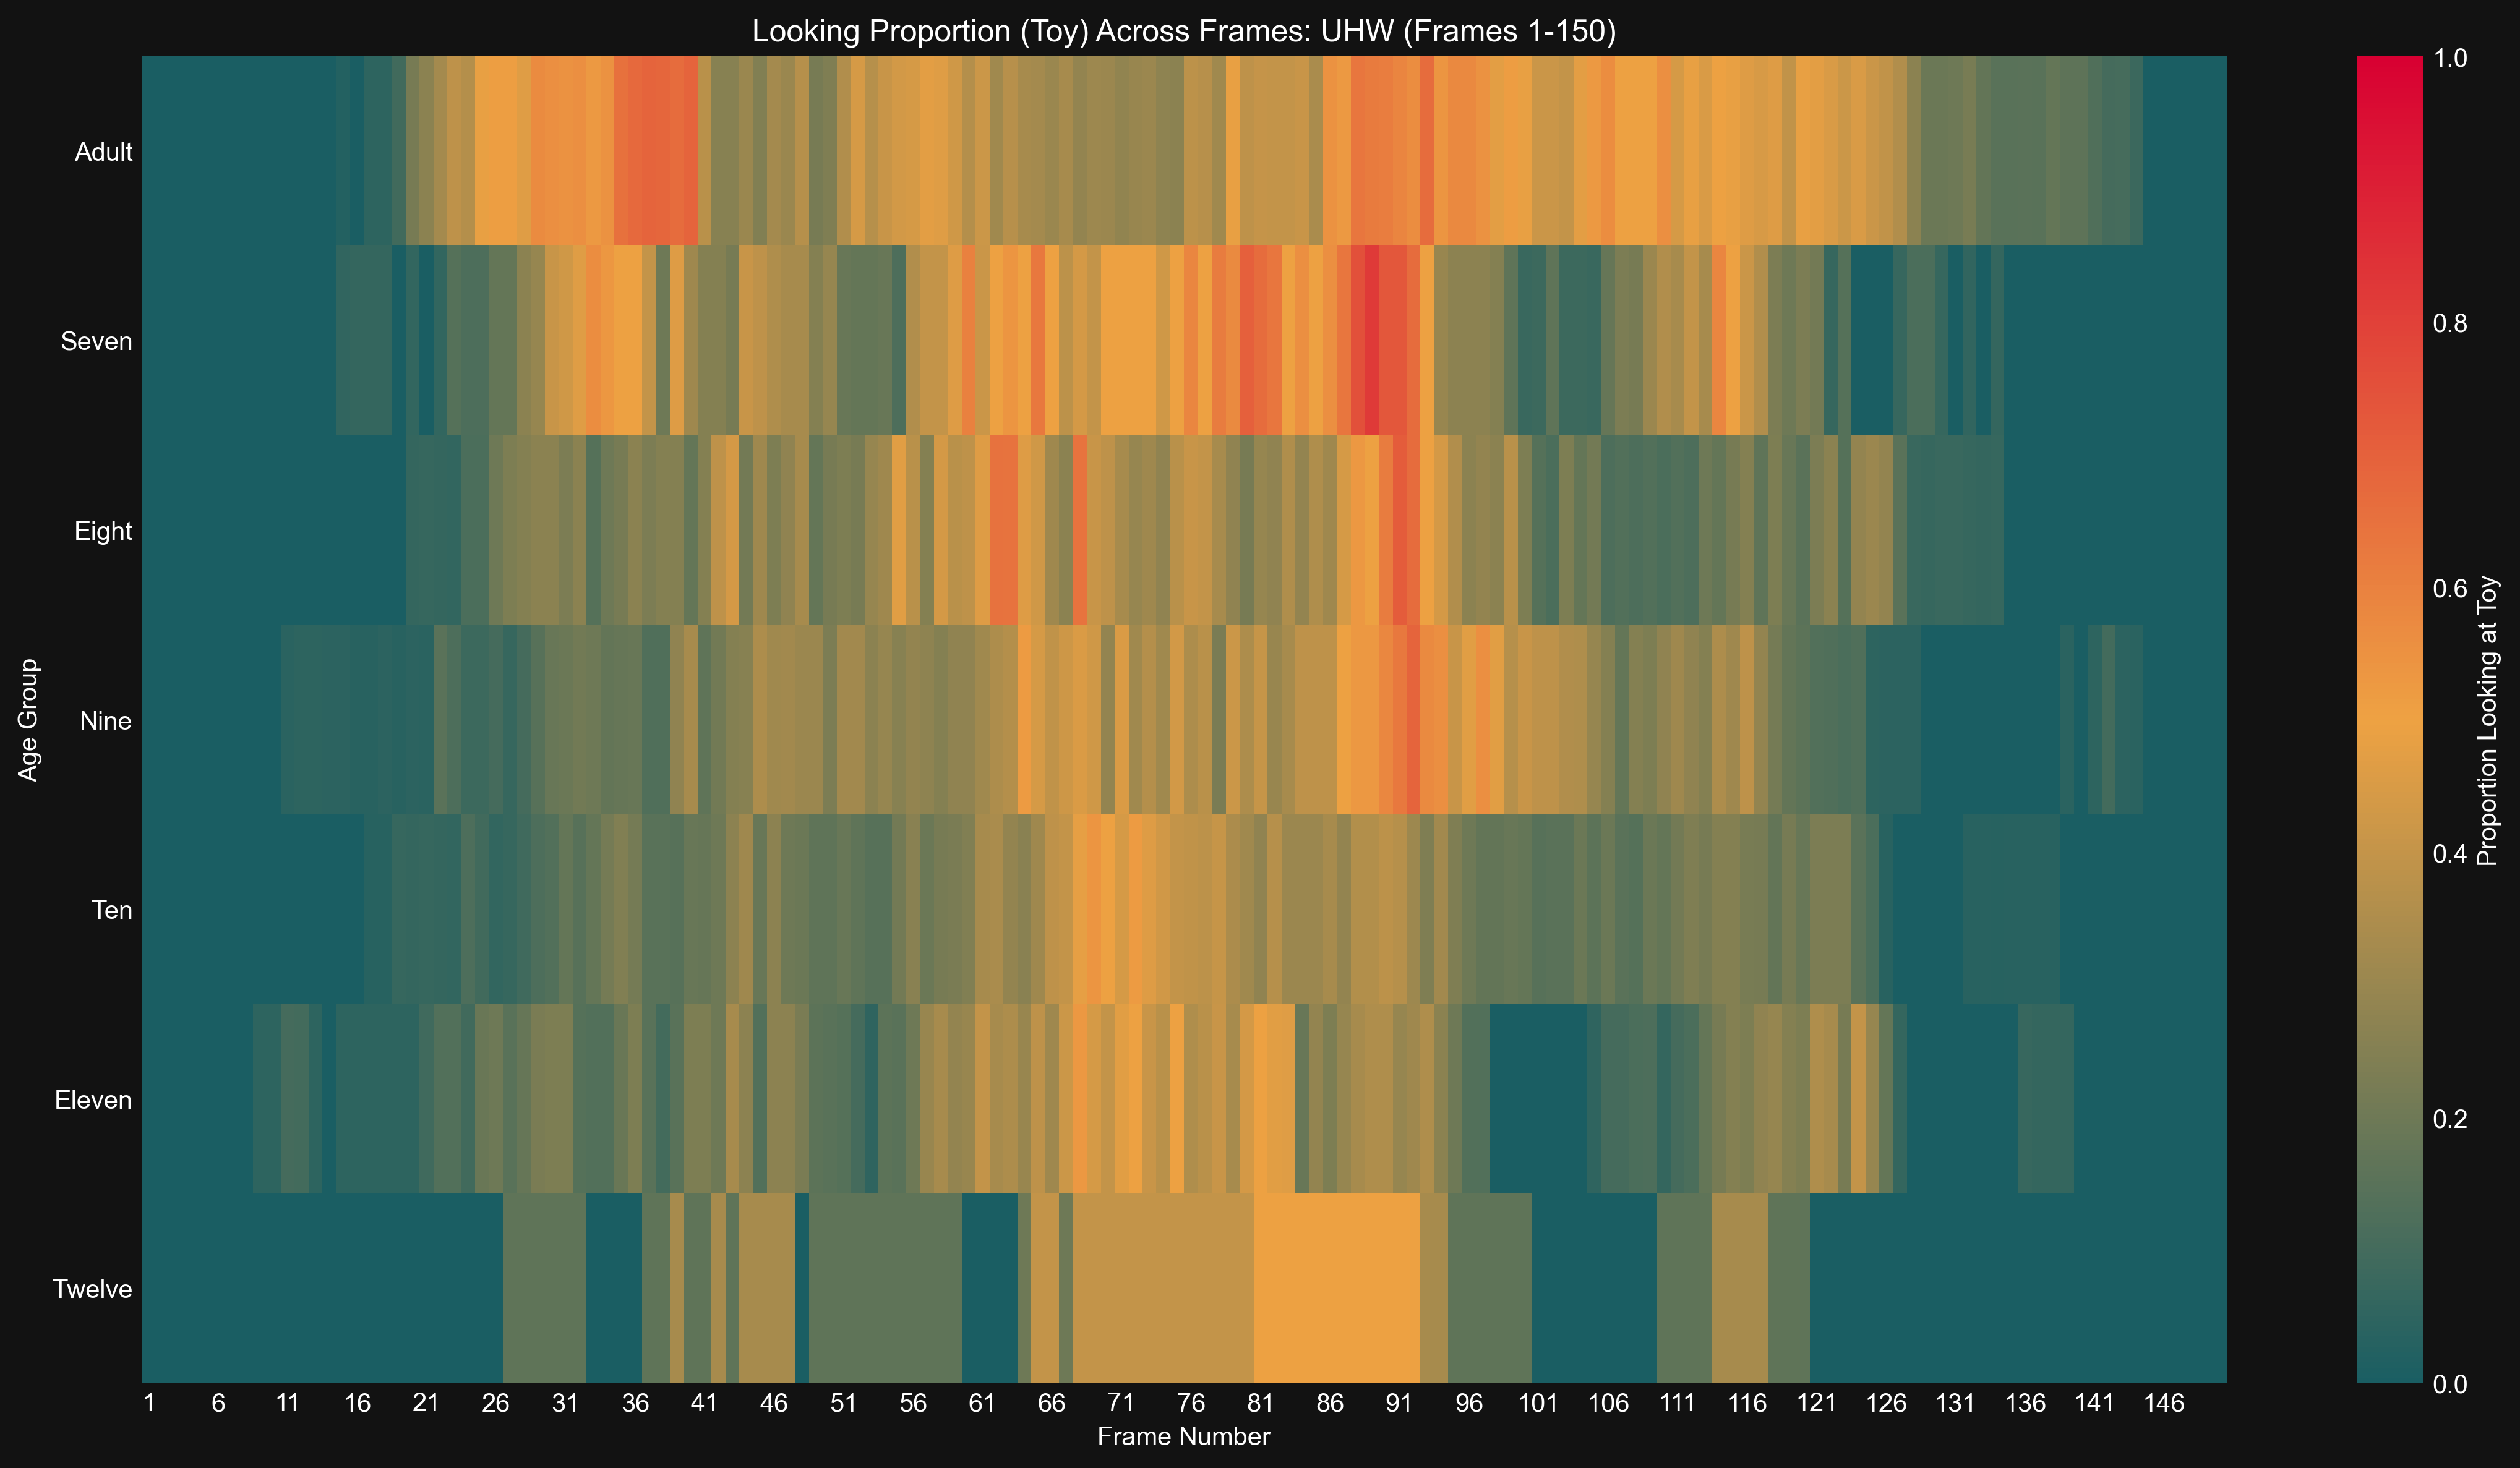 Looking Proportion (Toy) Across Frames: UHW (Frames 1-150)
Age Group
Adult
Seven
Eight
Nine
Ten
Eleven
Twelve
1 6 11 16 21 26 31 36 41 46 51 56 61 66 71 76 81 86 91 96 101 106 111 116 121 126 131 136 141 146
Frame Number
1.0
0.8
0.6
0.4
0.2
0.0
Proportion Looking at Toy